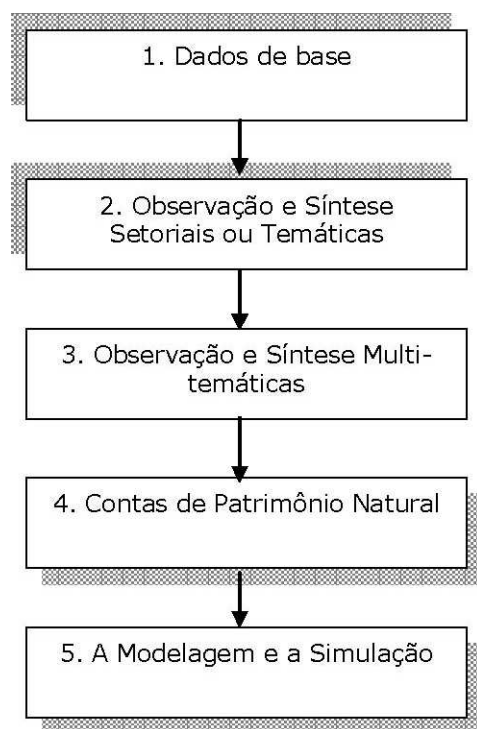 1. Dados de base
2. Observação e Síntese
Setoriais ou Temáticas
3. Observação e Síntese Multi-
temáticas
4. Contas de Patrimônio Natural
5. A Modelagem e a Simulação